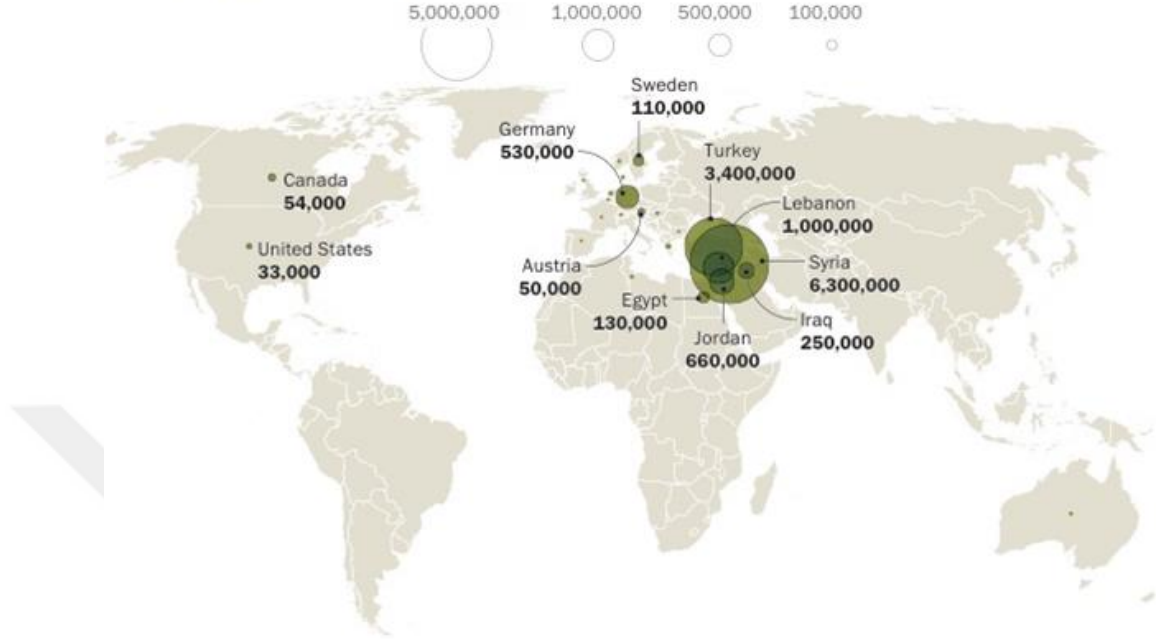 5,000,000 1,000,000 500,000 100,000
Sweden
110,000
Germany
530,000
Turkey
3,400,000
Canada
54,000
Lebanon
1,000,000
United States
33,000
Austria
50,000
Syria
6,300,000
Egypt
130,000
Iraq
250,000
Jordan
660,000